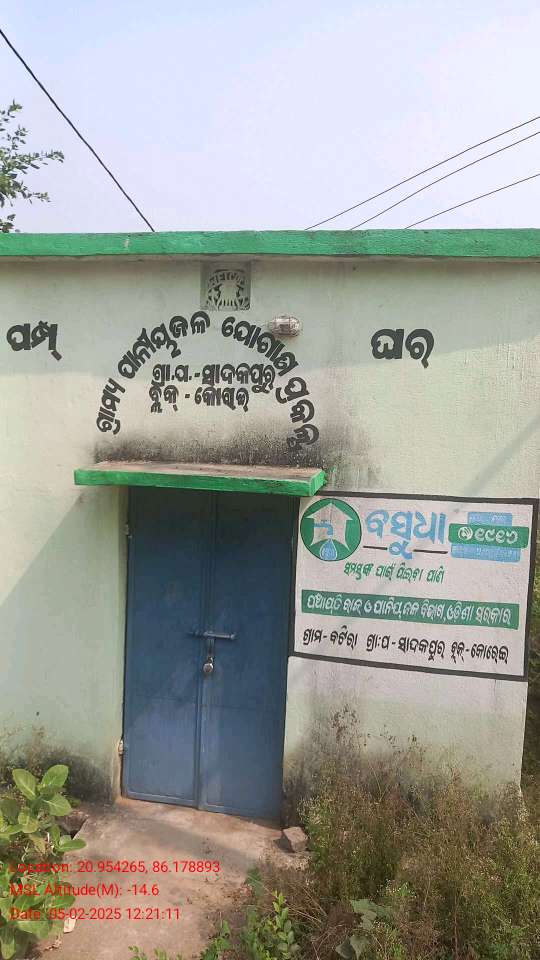 ପମ୍ପ୍ ଘର୍
ଗ୍ରାମ୍ୟ ପାନୀୟଜଳ ଯୋଗାଣ ପ୍ରକଳ୍ପ
ଗ୍ରା.ପ.-ସାଦକପୁର୍
ବ୍ଲକ୍ - କୋରେଇ
ବସୁଧା
୧୯୧୬
ସମସ୍ତଙ୍କ ପାଇଁ ପିଇବା ପାଣି
ପଞ୍ଚାୟତି ରାଜ ଓ ପାନିୟଜଳ ବିଭାଗ, ଓଡ଼ିଶା ସରକାର
ଗ୍ରାମ- ବଟିରା ଗ୍ରା:ପ-ସାଦକପୁର୍ ବ୍ଲକ୍-କୋରେଇ
Location: 20.954265, 86.178893
MSL Altitude(M): -14.6
Date :05-02-2025 12:21:11